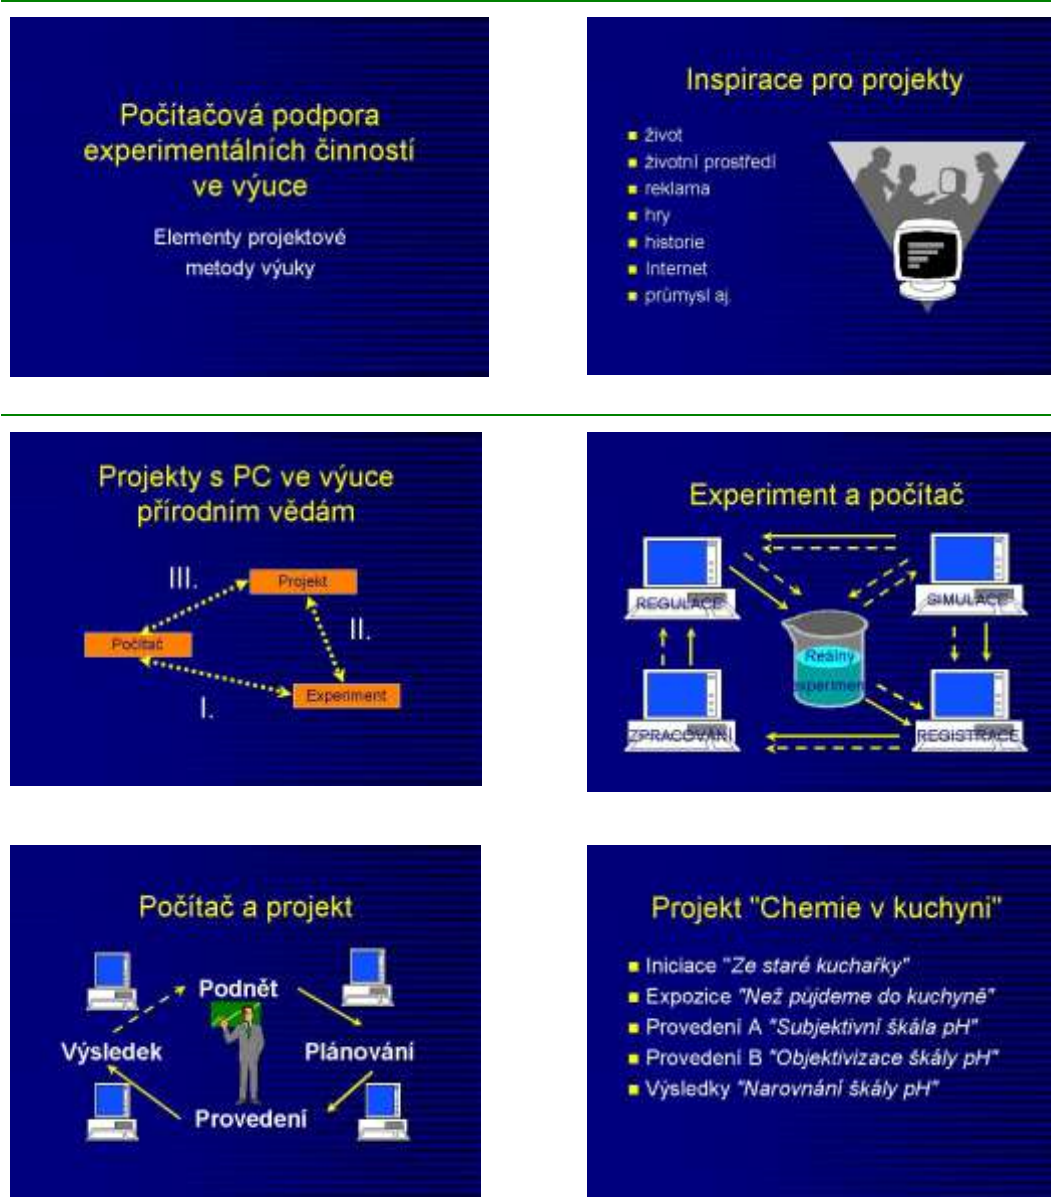 Počítačová podpora
experimentálních činností
ve výuce
Elementy projektové
metody výuky
Inspirace pro projekty
život
životní prostředí
reklama
hry
historie
Internet
průmysl aj.
Projekty s PC ve výuce
přírodním vědám
III.
Projekt
II.
Počítač
Experiment
I.
Experiment a počítač
REGULACE
SIMULACE
Reálný
experiment
ZPRACOVÁNÍ
REGISTRACE
Počítač a projekt
Podnět
Výsledek
Plánování
Provedení
Projekt "Chemie v kuchyni"
Iniciace "Ze staré kuchařky"
Expozice "Než půjdeme do kuchyně"
Provedení A "Subjektivní škála pH"
Provedení B "Objektivizace škály pH"
Výsledky "Narovnání škály pH"